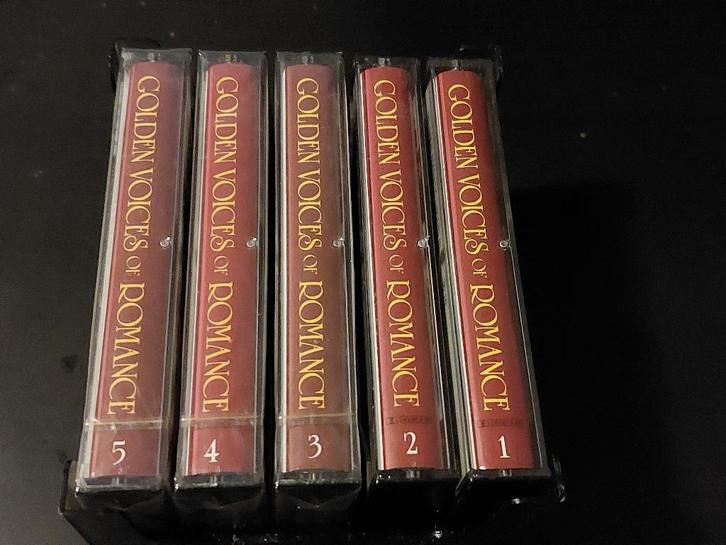 GOLDEN VOICES OF ROMANCE
5
GOLDEN VOICES OF ROMANCE
4
GOLDEN VOICES OF ROMANCE
3
GOLDEN VOICES OF ROMANCE
2
GOLDEN VOICES OF ROMANCE
1